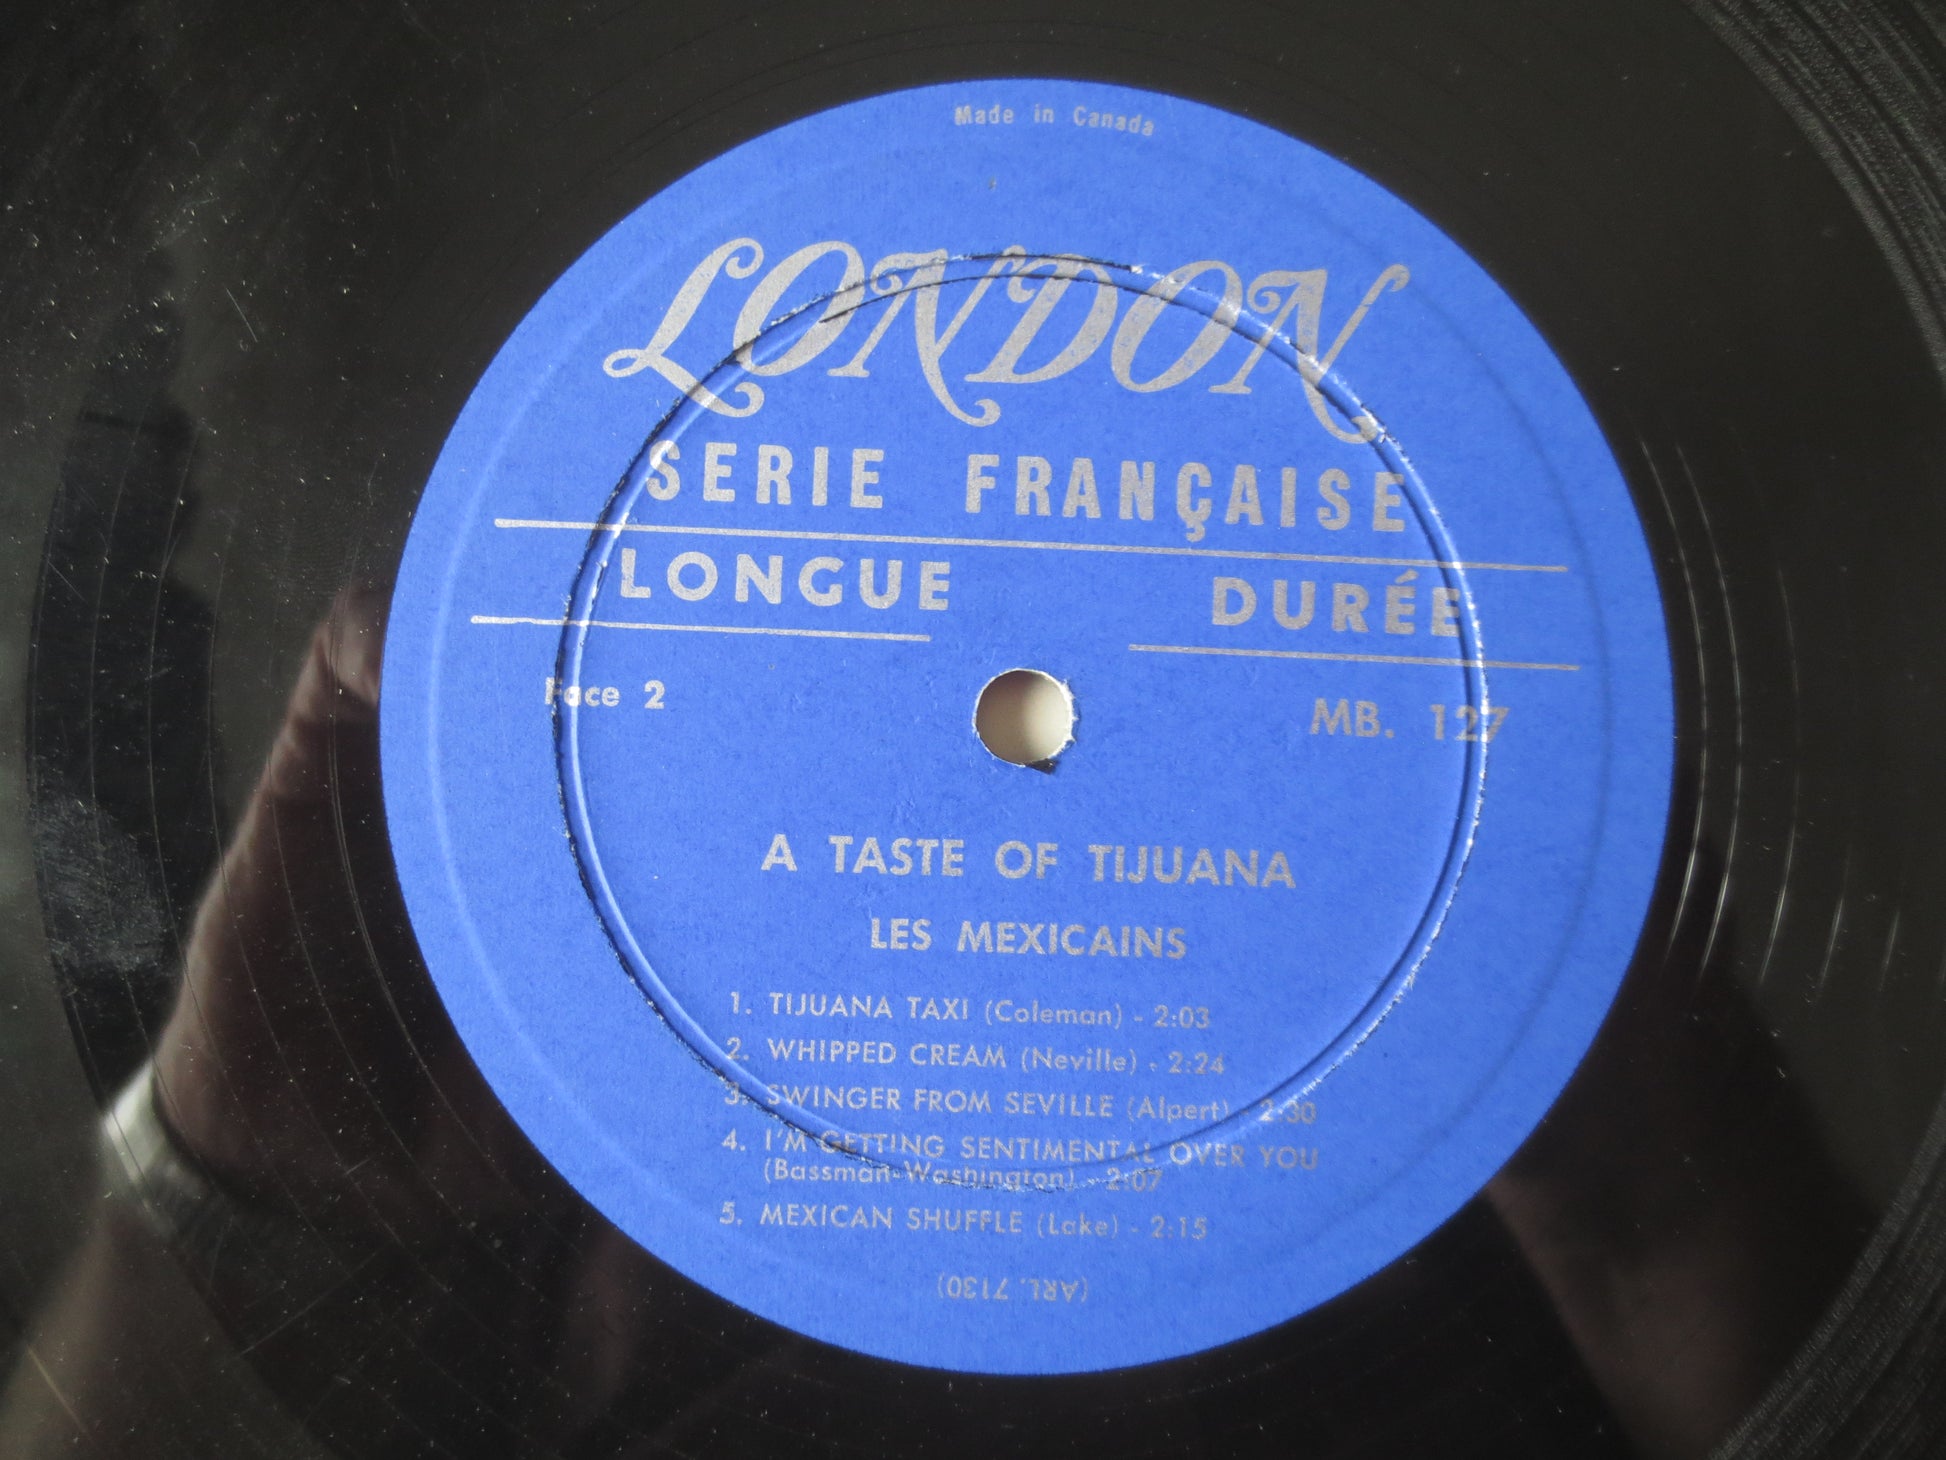 Made in Canada
LONDON
SERIE FRANÇAISE
LONGUE DURÉE
Face 2 MB. 127
A TASTE OF TIJUANA
LES MEXICAINS
1. TIJUANA TAXI (Coleman) - 2:03
2. WHIPPED CREAM (Neville) - 2:24
3. SWINGER FROM SEVILLE (Alpert) - 2:30
4. I'M GETTING SENTIMENTAL OVER YOU
(Bassman-Washington) - 2:07
5. MEXICAN SHUFFLE (Lake) - 2:15
(ARL. 7130)